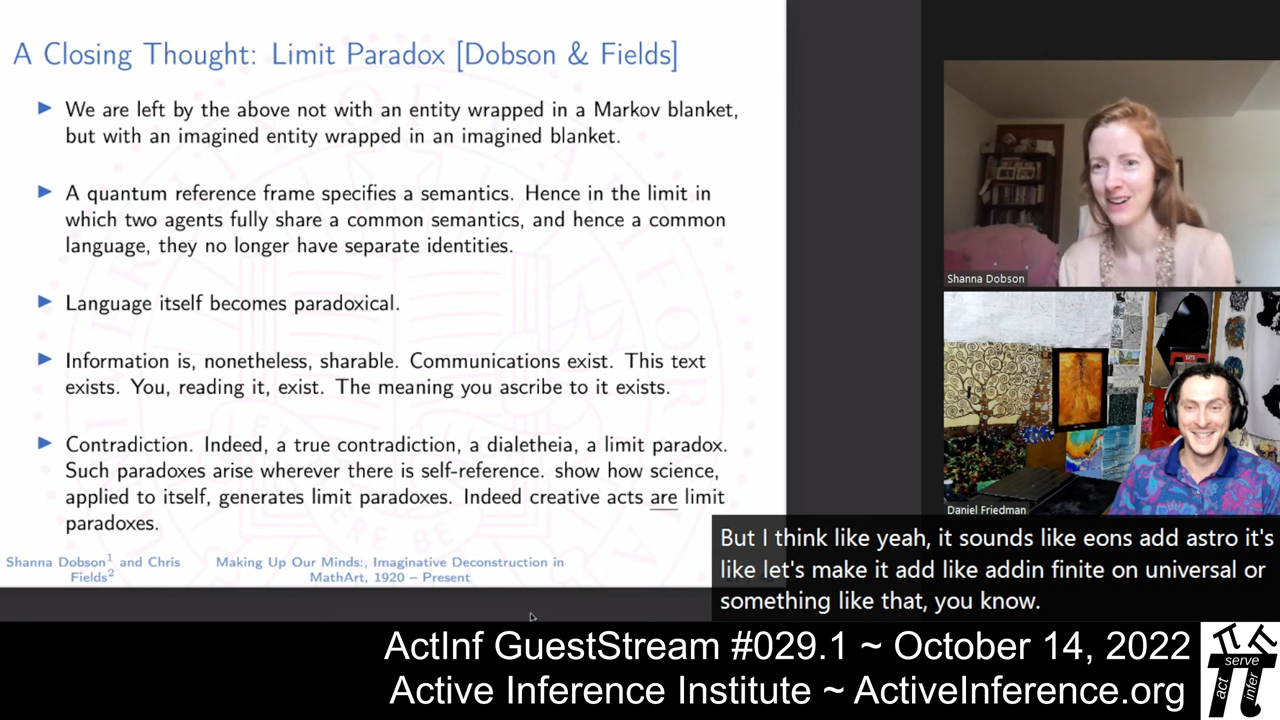 A Closing Thought: Limit Paradox [Dobson & Fields]
We are left by the above not with an entity wrapped in a Markov blanket,
but with an imagined entity wrapped in an imagined blanket.
A quantum reference frame specifies a semantics. Hence in the limit in
which two agents fully share a common semantics, and hence a common
language, they no longer have separate identities.
Language itself becomes paradoxical.
Information is, nonetheless, sharable. Communications exist. This text
exists. You, reading it, exist. The meaning you ascribe to it exists.
Contradiction. Indeed, a true contradiction, a dialetheia, a limit paradox.
Such paradoxes arise wherever there is self-reference. show how science,
applied to itself, generates limit paradoxes. Indeed creative acts are limit
paradoxes.
Shanna Dobson¹ and Chris
Fields²
Making Up Our Minds:, Imaginative Deconstruction in
MathArt, 1920 – Present
Shanna Dobson
Daniel Friedman
But I think like yeah, it sounds like eons add astro it's
like let's make it add like addin finite on universal or
something like that, you know.
ActInf GuestStream #029.1 ~ October 14, 2022
Active Inference Institute ~ ActiveInference.org
serve
act
infer